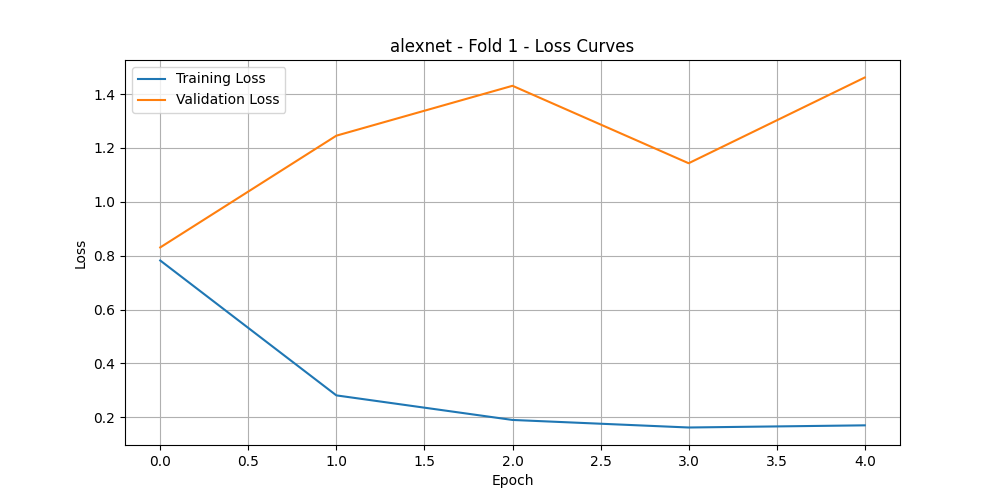 alexnet - Fold 1 - Loss Curves
Training Loss
Validation Loss
1.4
1.2
1.0
0.8
0.6
0.4
0.2
Loss
0.0 0.5 1.0 1.5 2.0 2.5 3.0 3.5 4.0
Epoch